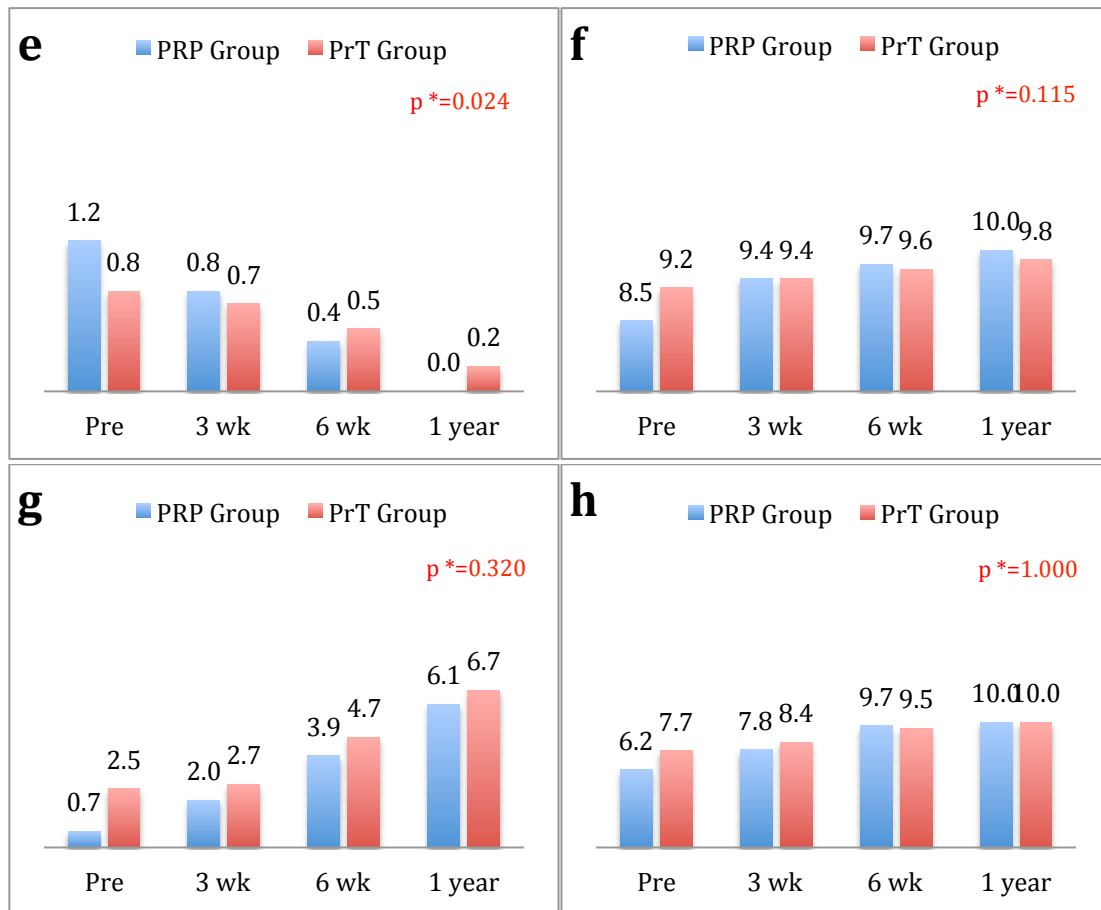 e
PRP Group PrT Group
p *=0.024
1.2
0.8
0.8
0.7
0.4
0.5
0.0
0.2
Pre 3 wk 6 wk 1 year
f
PRP Group PrT Group
p *=0.115
8.5
9.2
9.4 9.4
9.7 9.6
10.0
9.8
Pre 3 wk 6 wk 1 year
g
PRP Group PrT Group
p *=0.320
0.7
2.5
2.0
2.7
3.9
4.7
6.1
6.7
Pre 3 wk 6 wk 1 year
h
PRP Group PrT Group
p *=1.000
6.2
7.7
7.8
8.4
9.7 9.5
10.0 10.0
Pre 3 wk 6 wk 1 year